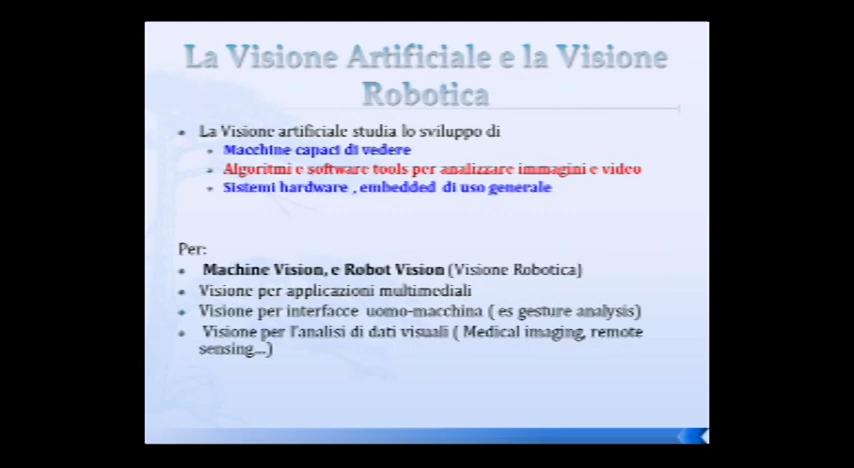 La Visione Artificiale e la Visione
Robotica
• La Visione artificiale studia lo sviluppo di
• Macchine capaci di vedere
• Algoritmi e software tools per analizzare immagini e video
• Sistemi hardware , embedded di uso generale
Per:
• Machine Vision, e Robot Vision (Visione Robotica)
• Visione per applicazioni multimediali
• Visione per interfacce uomo-macchina ( es gesture analysis)
• Visione per l'analisi di dati visuali ( Medical imaging, remote
sensing...)